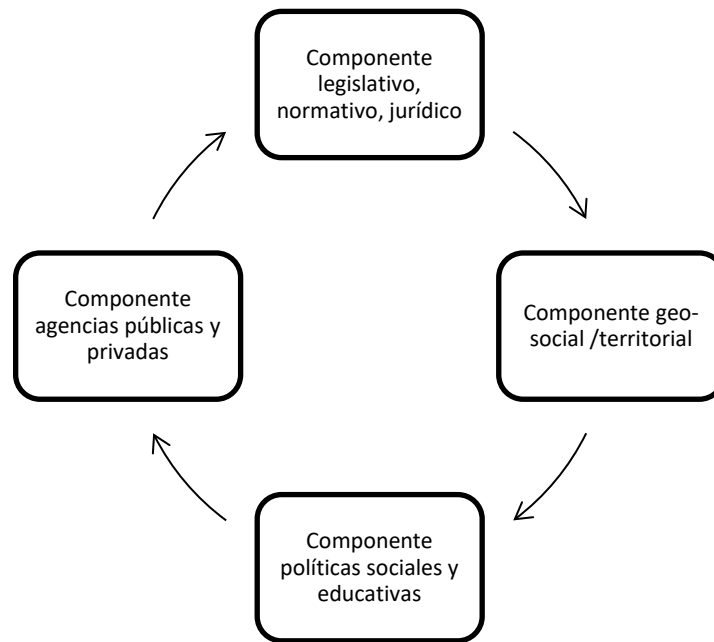 Componente
legislativo,
normativo, jurídico
Componente
agencias públicas y
privadas
Componente geo-
social /territorial
Componente
políticas sociales y
educativas